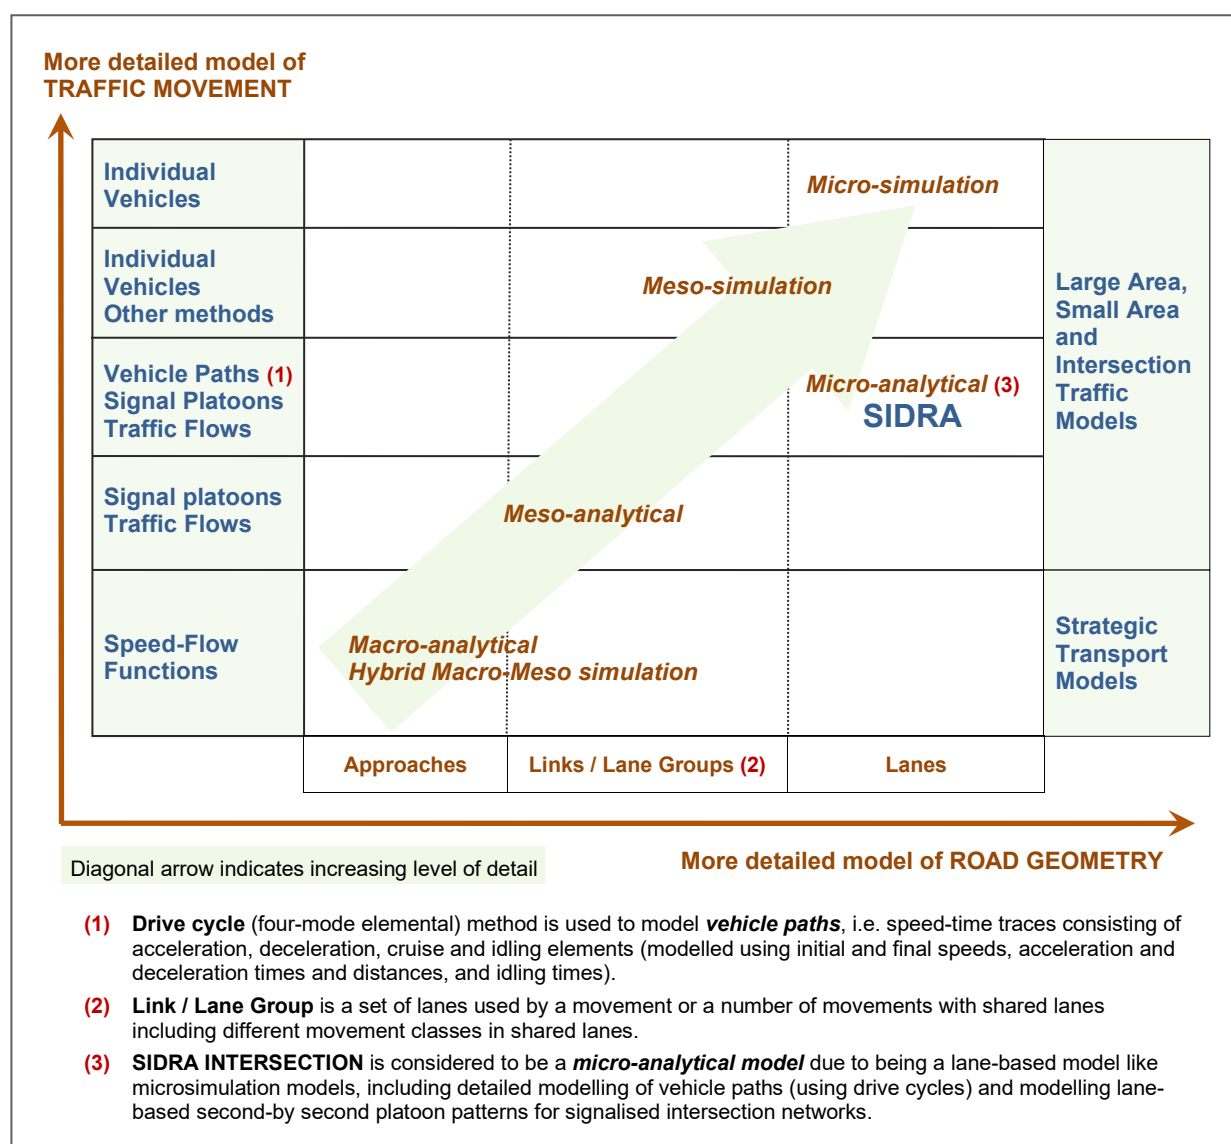 More detailed model of
TRAFFIC MOVEMENT
Individual
Vehicles
Micro-simulation
Individual
Vehicles
Other methods
Meso-simulation
Large Area,
Small Area
and
Intersection
Traffic
Models
Vehicle Paths (1)
Signal Platoons
Traffic Flows
Micro-analytical (3)
SIDRA
Signal platoons
Traffic Flows
Meso-analytical
Speed-Flow
Functions
Macro-analytical
Hybrid Macro-Meso simulation
Strategic
Transport
Models
Approaches
Links / Lane Groups (2)
Lanes
Diagonal arrow indicates increasing level of detail
More detailed model of ROAD GEOMETRY
(1) Drive cycle (four-mode elemental) method is used to model vehicle paths, i.e. speed-time traces consisting of
acceleration, deceleration, cruise and idling elements (modelled using initial and final speeds, acceleration and
deceleration times and distances, and idling times).
(2) Link / Lane Group is a set of lanes used by a movement or a number of movements with shared lanes
including different movement classes in shared lanes.
(3) SIDRA INTERSECTION is considered to be a micro-analytical model due to being a lane-based model like
microsimulation models, including detailed modelling of vehicle paths (using drive cycles) and modelling lane-
based second-by second platoon patterns for signalised intersection networks.